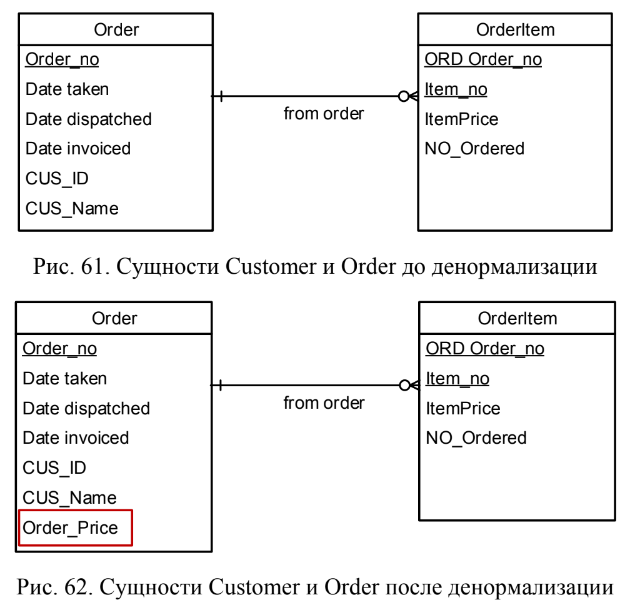 Order
Order_no
Date taken
Date dispatched
Date invoiced
CUS_ID
CUS_Name
from order
OrderItem
ORD Order_no
Item_no
ItemPrice
NO_Ordered
Рис. 61. Сущности Customer и Order до денормализации
Order
Order_no
Date taken
Date dispatched
Date invoiced
CUS_ID
CUS_Name
Order_Price
from order
OrderItem
ORD Order_no
Item_no
ItemPrice
NO_Ordered
Рис. 62. Сущности Customer и Order после денормализации